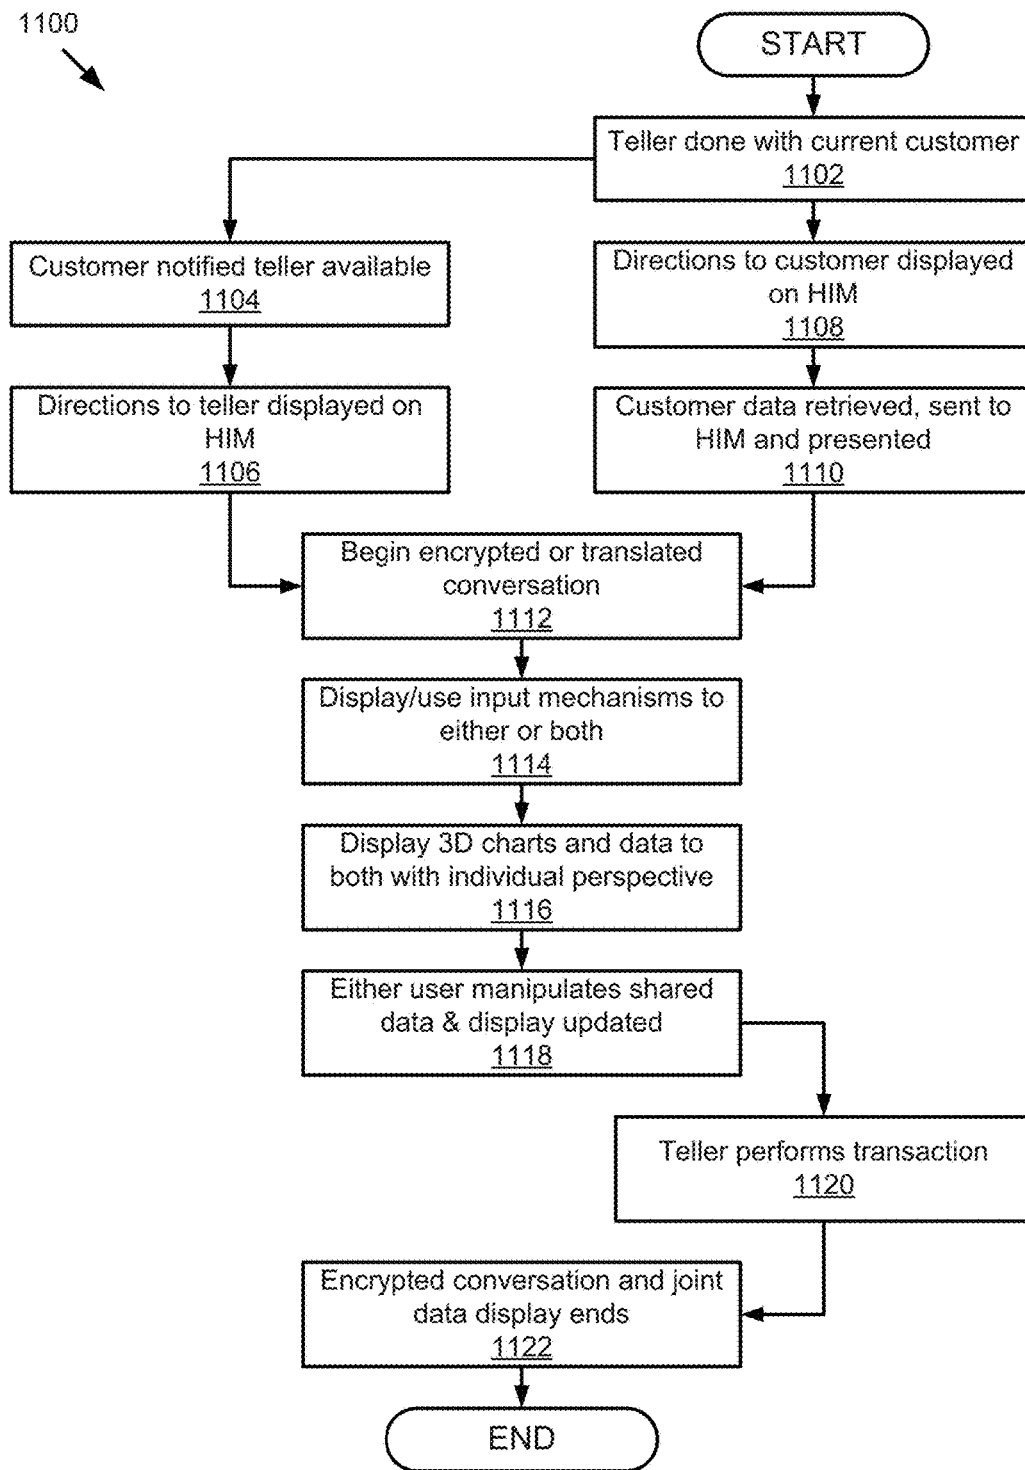 1100
START
Teller done with current customer
1102
Customer notified teller available
1104
Directions to customer displayed
on HIM
1108
Directions to teller displayed on
HIM
1106
Customer data retrieved, sent to
HIM and presented
1110
Begin encrypted or translated
conversation
1112
Display/use input mechanisms to
either or both
1114
Display 3D charts and data to
both with individual perspective
1116
Either user manipulates shared
data & display updated
1118
Teller performs transaction
1120
Encrypted conversation and joint
data display ends
1122
END